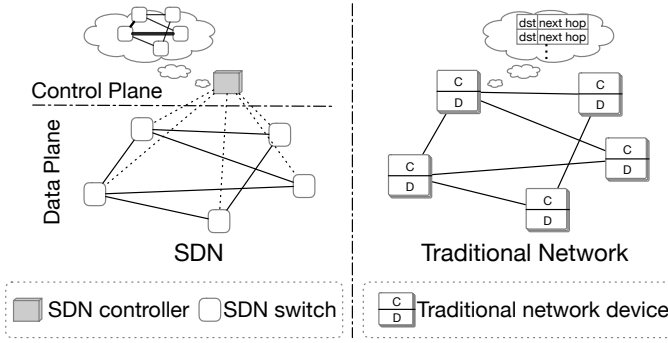 dst next hop
dst next hop
Control Plane
Data Plane
C
D
C
D
C
D
C
D
C
D
SDN
Traditional Network
SDN controller
SDN switch
C
D
Traditional network device